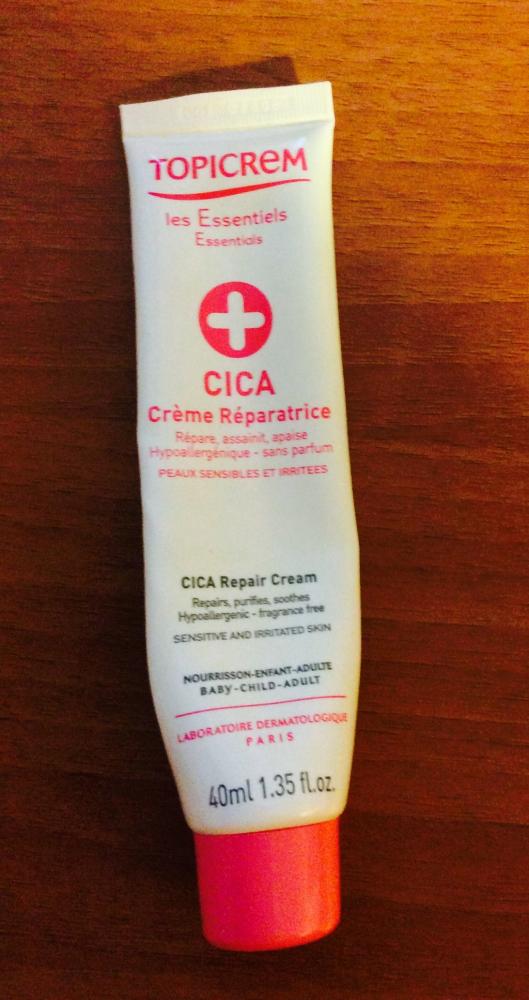 TOPICREM
les Essentiels
Essentials
CICA
Crème Réparatrice
Répare, assainit, apaise
Hypoallergénique - sans parfum
PEAUX SENSIBLES ET IRRITEES
CICA Repair Cream
Repairs, purifies, soothes
Hypoallergenic - fragrance free
SENSITIVE AND IRRITATED SKIN
NOURRISSON-ENFANT-ADULTE
BABY-CHILD-ADULT
LABORATOIRE DERMATOLOGIQUE
PARIS
40ml 1.35 fl.oz.